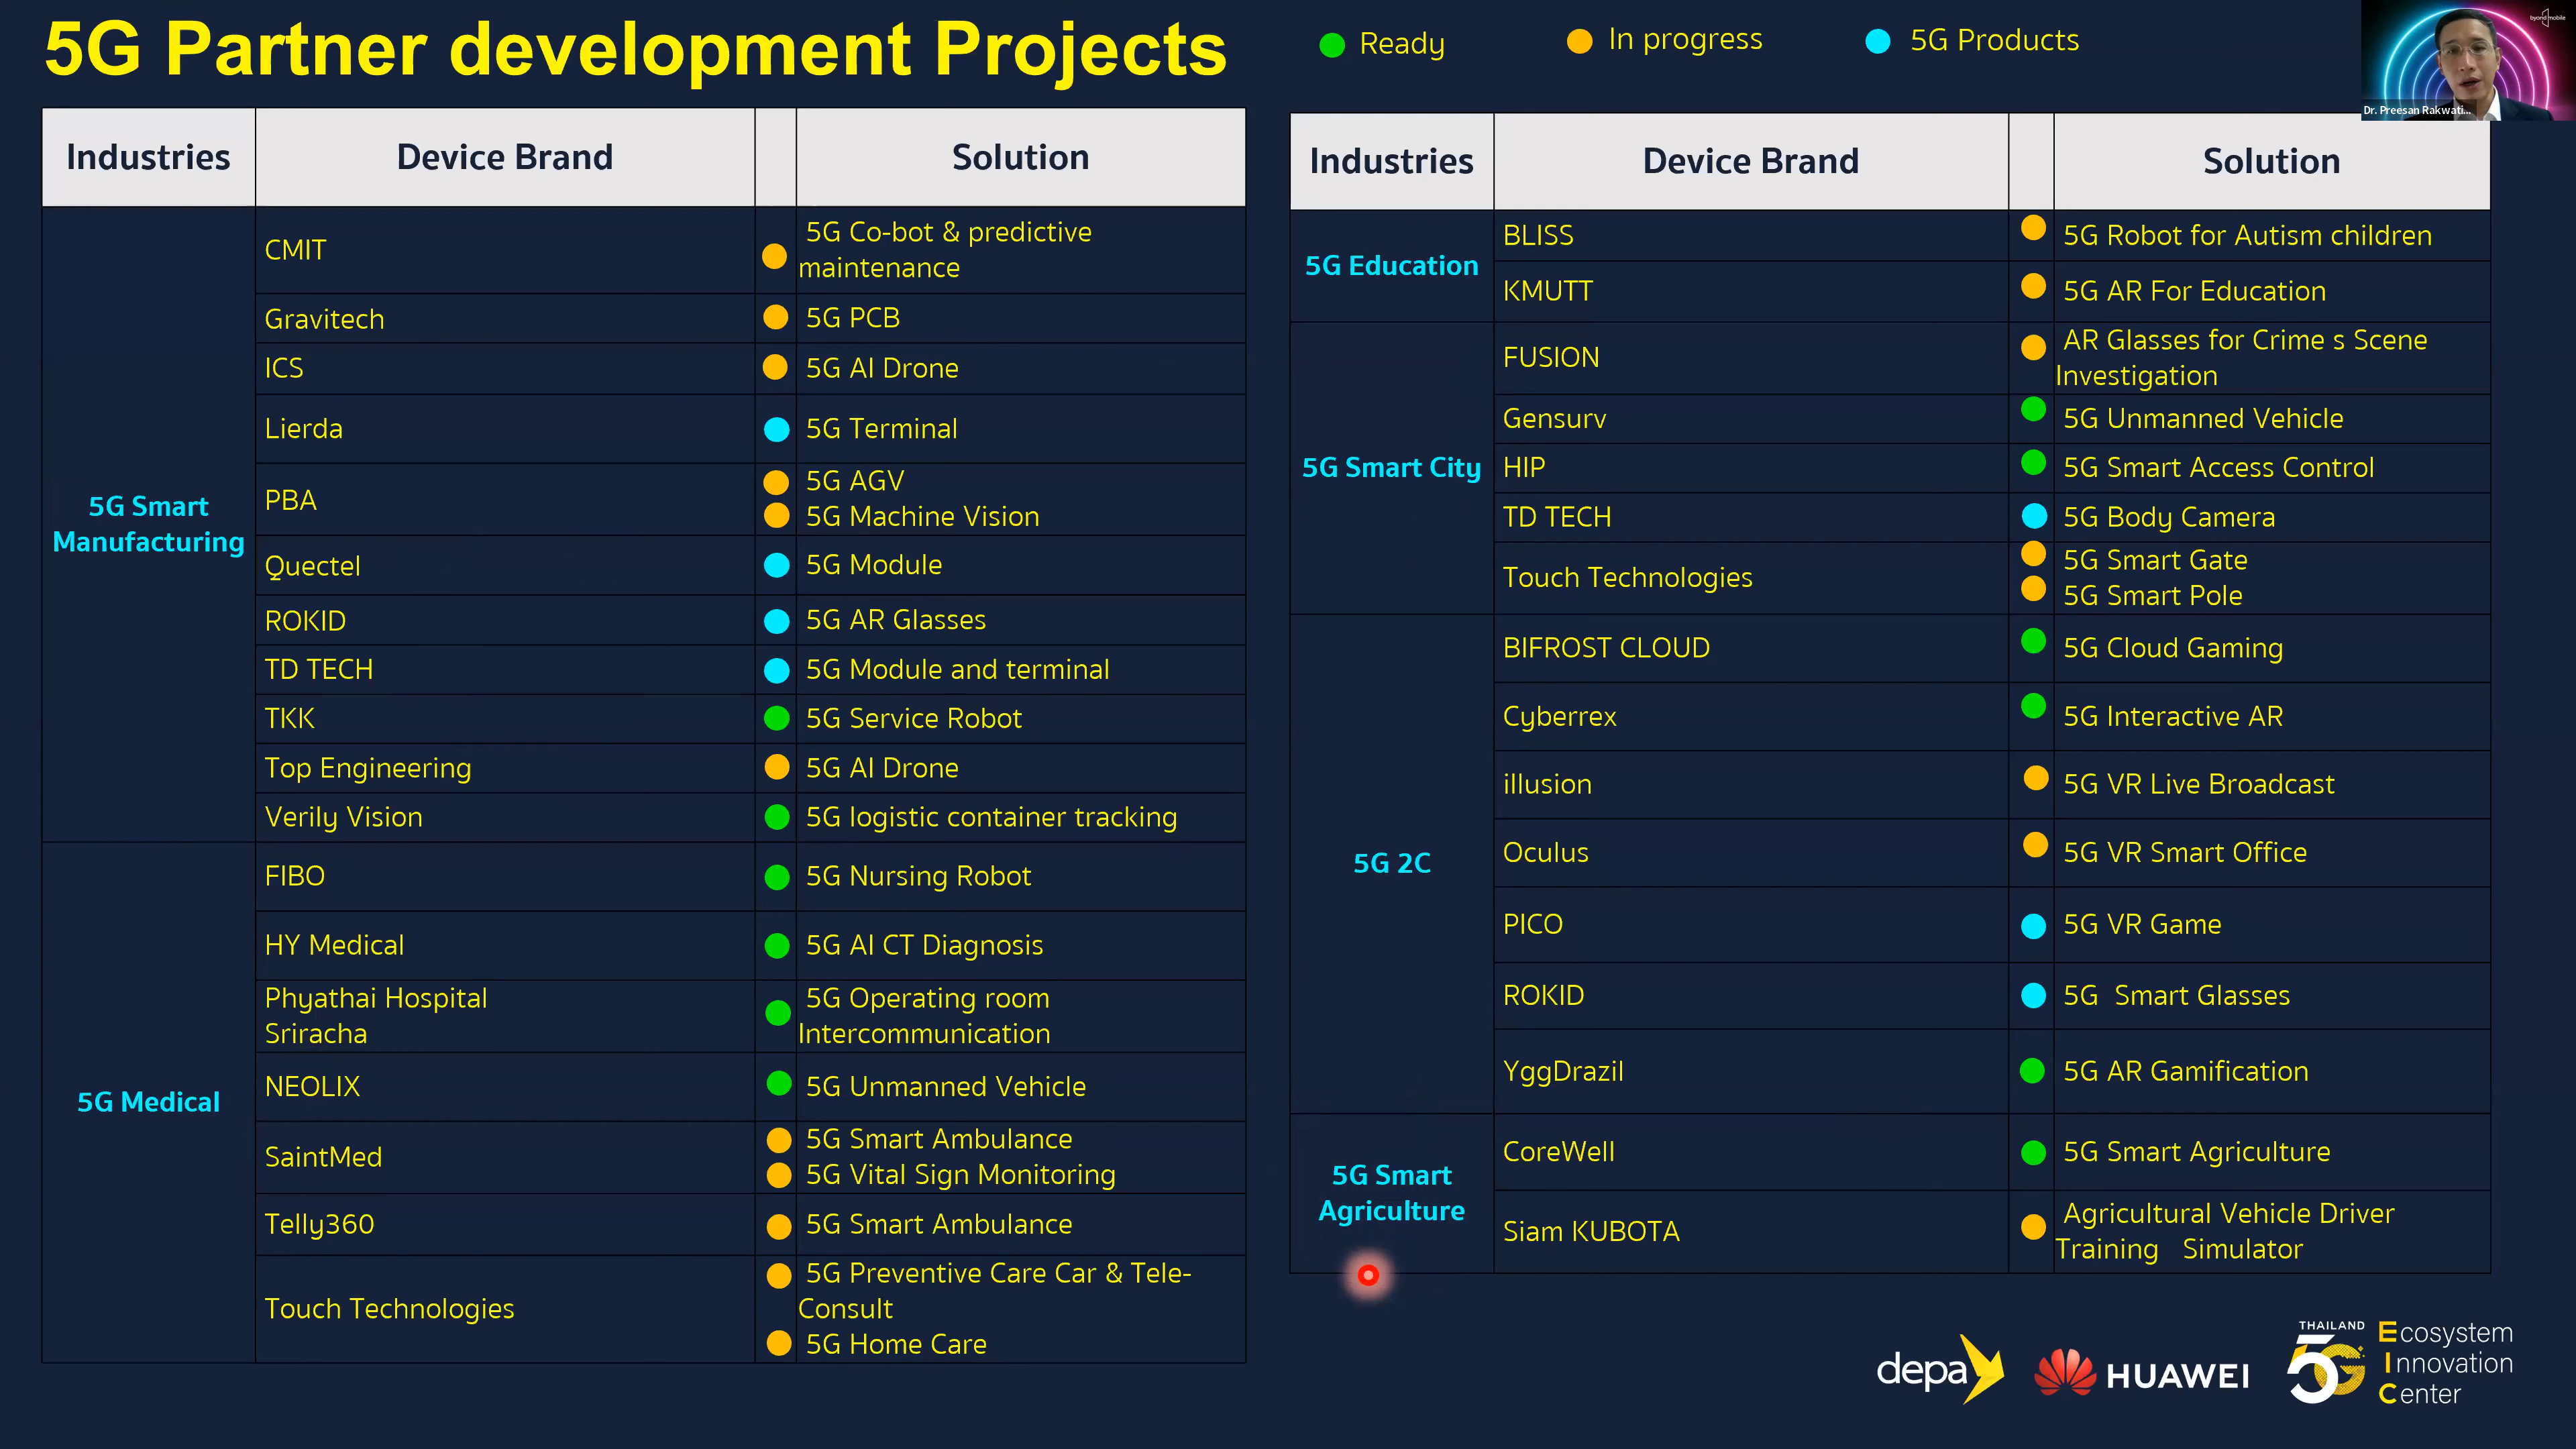 5G Partner development Projects
Ready
In progress
5G Products
byond mobile
Dr. Preesan Rakwati...
Industries Device Brand Solution
5G Smart
Manufacturing
CMIT
5G Co-bot & predictive
maintenance
Gravitech 5G PCB
ICS 5G AI Drone
Lierda 5G Terminal
PBA
5G AGV
5G Machine Vision
Quectel 5G Module
ROKID 5G AR Glasses
TD TECH 5G Module and terminal
TKK 5G Service Robot
Top Engineering 5G AI Drone
Verily Vision 5G logistic container tracking
5G Medical
FIBO 5G Nursing Robot
HY Medical 5G AI CT Diagnosis
Phyathai Hospital
Sriracha
5G Operating room
Intercommunication
NEOLIX 5G Unmanned Vehicle
SaintMed
5G Smart Ambulance
5G Vital Sign Monitoring
Telly360 5G Smart Ambulance
Touch Technologies
5G Preventive Care Car & Tele-
Consult
5G Home Care
Industries Device Brand Solution
5G Education
BLISS 5G Robot for Autism children
KMUTT 5G AR For Education
5G Smart City
FUSION
AR Glasses for Crime s Scene
Investigation
Gensurv 5G Unmanned Vehicle
HIP 5G Smart Access Control
TD TECH 5G Body Camera
Touch Technologies
5G Smart Gate
5G Smart Pole
5G 2C
BIFROST CLOUD 5G Cloud Gaming
Cyberrex 5G Interactive AR
illusion 5G VR Live Broadcast
Oculus 5G VR Smart Office
PICO 5G VR Game
ROKID 5G Smart Glasses
YggDrazil 5G AR Gamification
5G Smart
Agriculture
CoreWell 5G Smart Agriculture
Siam KUBOTA
Agricultural Vehicle Driver
Training Simulator
depa
HUAWEI
THAILAND
5G
Ecosystem
Innovation
Center